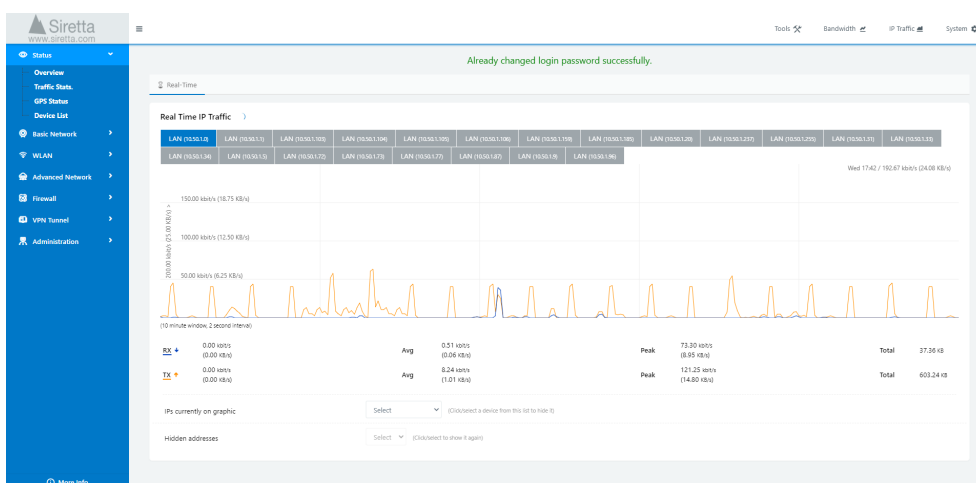 Siretta
www.siretta.com
Tools
Bandwidth
IP Traffic
System
Status
Overview
Traffic Stats.
GPS Status
Device List
Basic Network
WLAN
Advanced Network
Firewall
VPN Tunnel
Administration
More Info
Already changed login password successfully.
Real-Time
Real Time IP Traffic
LAN (10.50.1.0) LAN (10.50.1.1) LAN (10.50.1.103) LAN (10.50.1.104) LAN (10.50.1.105) LAN (10.50.1.106) LAN (10.50.1.159) LAN (10.50.1.185) LAN (10.50.1.20) LAN (10.50.1.237) LAN (10.50.1.255) LAN (10.50.1.31) LAN (10.50.1.33)
LAN (10.50.1.34) LAN (10.50.1.5) LAN (10.50.1.72) LAN (10.50.1.73) LAN (10.50.1.77) LAN (10.50.1.87) LAN (10.50.1.9) LAN (10.50.1.96)
Wed 17:42 / 192.67 kbit/s (24.08 KB/s)
200.00 kbit/s (25.00 KB/s) >
150.00 kbit/s (18.75 KB/s)
100.00 kbit/s (12.50 KB/s)
50.00 kbit/s (6.25 KB/s)
(10 minute window, 2 second interval)
RX 0.00 kbit/s (0.00 KB/s) Avg 0.51 kbit/s (0.06 KB/s) Peak 73.30 kbit/s (8.95 KB/s) Total 37.36 KB
TX 0.00 kbit/s (0.00 KB/s) Avg 8.24 kbit/s (1.01 KB/s) Peak 121.25 kbit/s (14.80 KB/s) Total 603.24 KB
IPs currently on graphic Select (Click/select a device from this list to hide it)
Hidden addresses Select (Click/select to show it again)